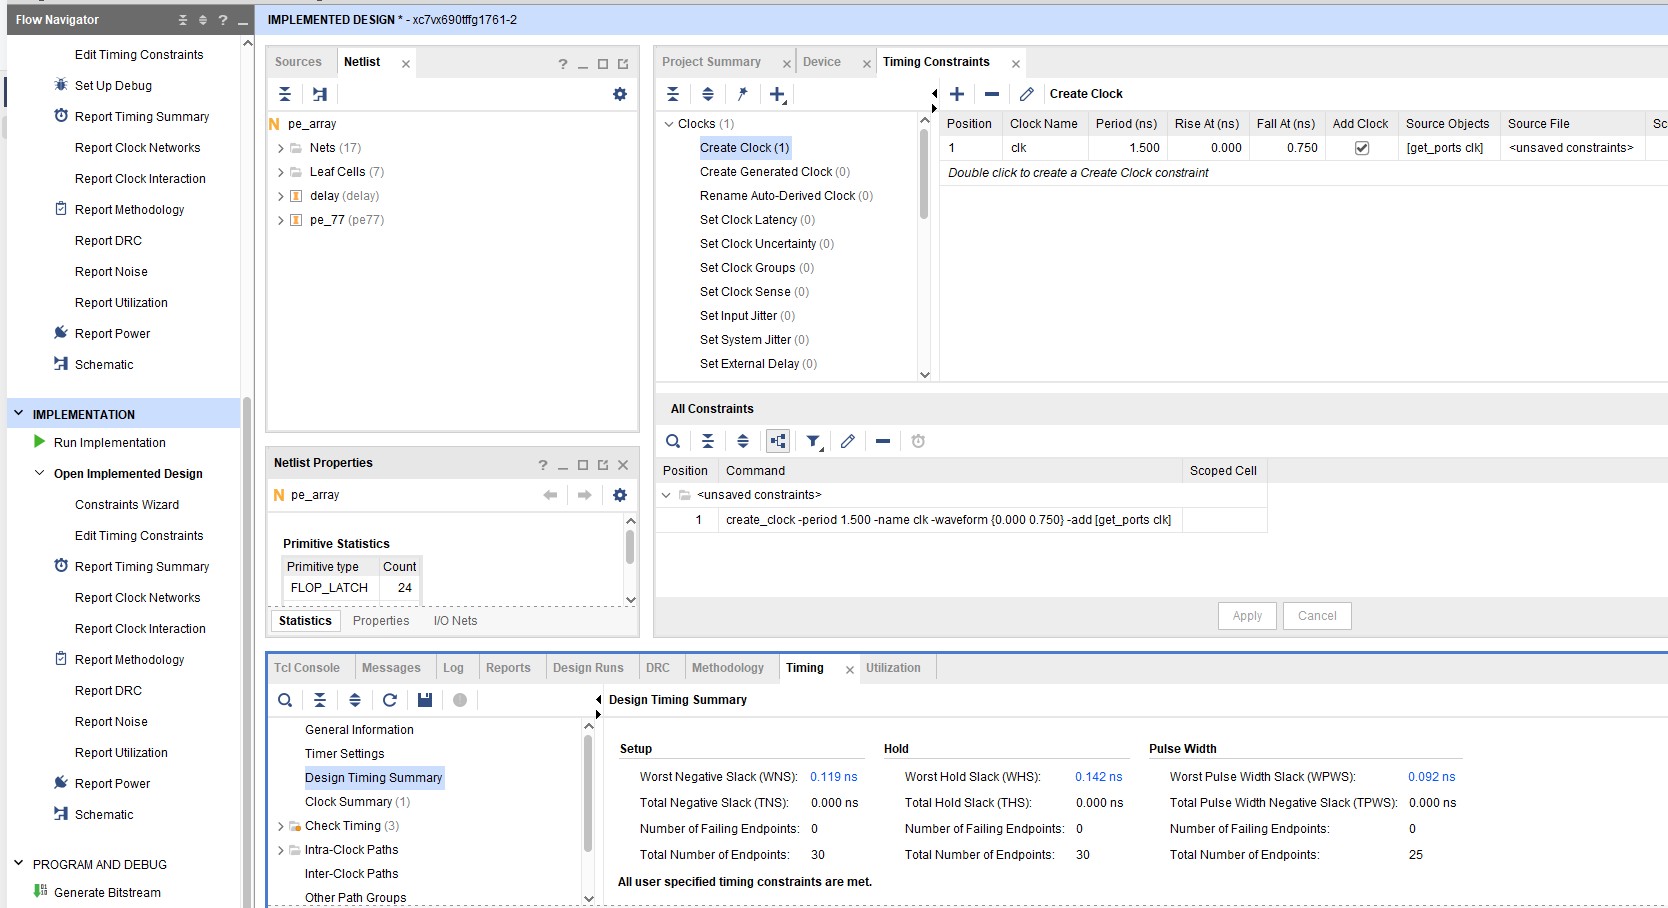 Flow Navigator
?
Edit Timing Constraints
Set Up Debug
Report Timing Summary
Report Clock Networks
Report Clock Interaction
Report Methodology
Report DRC
Report Noise
Report Utilization
Report Power
Schematic
IMPLEMENTATION
Run Implementation
Open Implemented Design
Constraints Wizard
Edit Timing Constraints
Report Timing Summary
Report Clock Networks
Report Clock Interaction
Report Methodology
Report DRC
Report Noise
Report Utilization
Report Power
Schematic
PROGRAM AND DEBUG
Generate Bitstream
IMPLEMENTED DESIGN * - xc7vx690tffg1761-2
Sources Netlist ?
N pe_array
Nets (17)
Leaf Cells (7)
delay (delay)
pe_77 (pe77)
Netlist Properties ?
N pe_array
Primitive Statistics
Primitive type Count
FLOP_LATCH 24
Statistics Properties I/O Nets
Project Summary Device Timing Constraints
Clocks (1)
Create Clock (1)
Create Generated Clock (0)
Rename Auto-Derived Clock (0)
Set Clock Latency (0)
Set Clock Uncertainty (0)
Set Clock Groups (0)
Set Clock Sense (0)
Set Input Jitter (0)
Set System Jitter (0)
Set External Delay (0)
Create Clock
Position Clock Name Period (ns) Rise At (ns) Fall At (ns) Add Clock Source Objects Source File Sc
1 clk 1.500 0.000 0.750 [get_ports clk] <unsaved constraints>
Double click to create a Create Clock constraint
All Constraints
Position Command Scoped Cell
<unsaved constraints>
1 create_clock -period 1.500 -name clk -waveform {0.000 0.750} -add [get_ports clk]
Apply Cancel
Tcl Console Messages Log Reports Design Runs DRC Methodology Timing Utilization
General Information
Timer Settings
Design Timing Summary
Clock Summary (1)
Check Timing (3)
Intra-Clock Paths
Inter-Clock Paths
Other Path Groups
Design Timing Summary
Setup Hold Pulse Width
Worst Negative Slack (WNS): 0.119 ns Worst Hold Slack (WHS): 0.142 ns Worst Pulse Width Slack (WPWS): 0.092 ns
Total Negative Slack (TNS): 0.000 ns Total Hold Slack (THS): 0.000 ns Total Pulse Width Negative Slack (TPWS): 0.000 ns
Number of Failing Endpoints: 0 Number of Failing Endpoints: 0 Number of Failing Endpoints: 0
Total Number of Endpoints: 30 Total Number of Endpoints: 30 Total Number of Endpoints: 25
All user specified timing constraints are met.